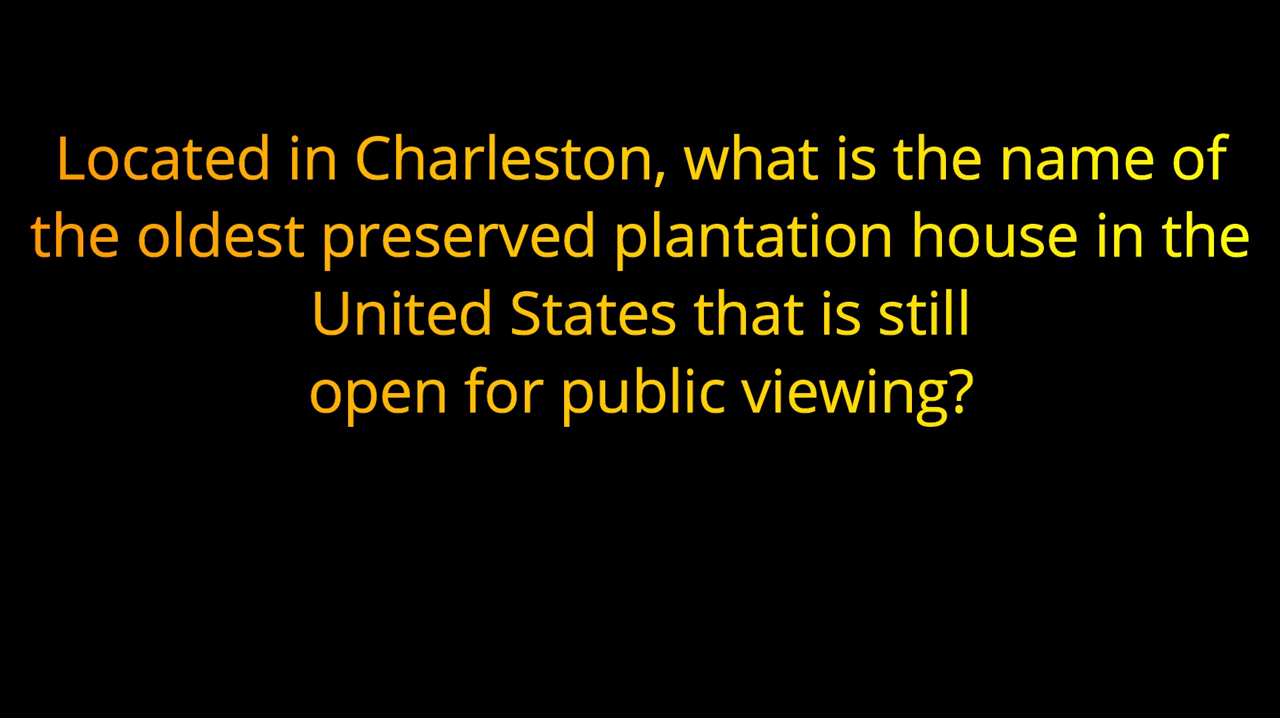 Located in Charleston, what is the name of
the oldest preserved plantation house in the
United States that is still
open for public viewing?